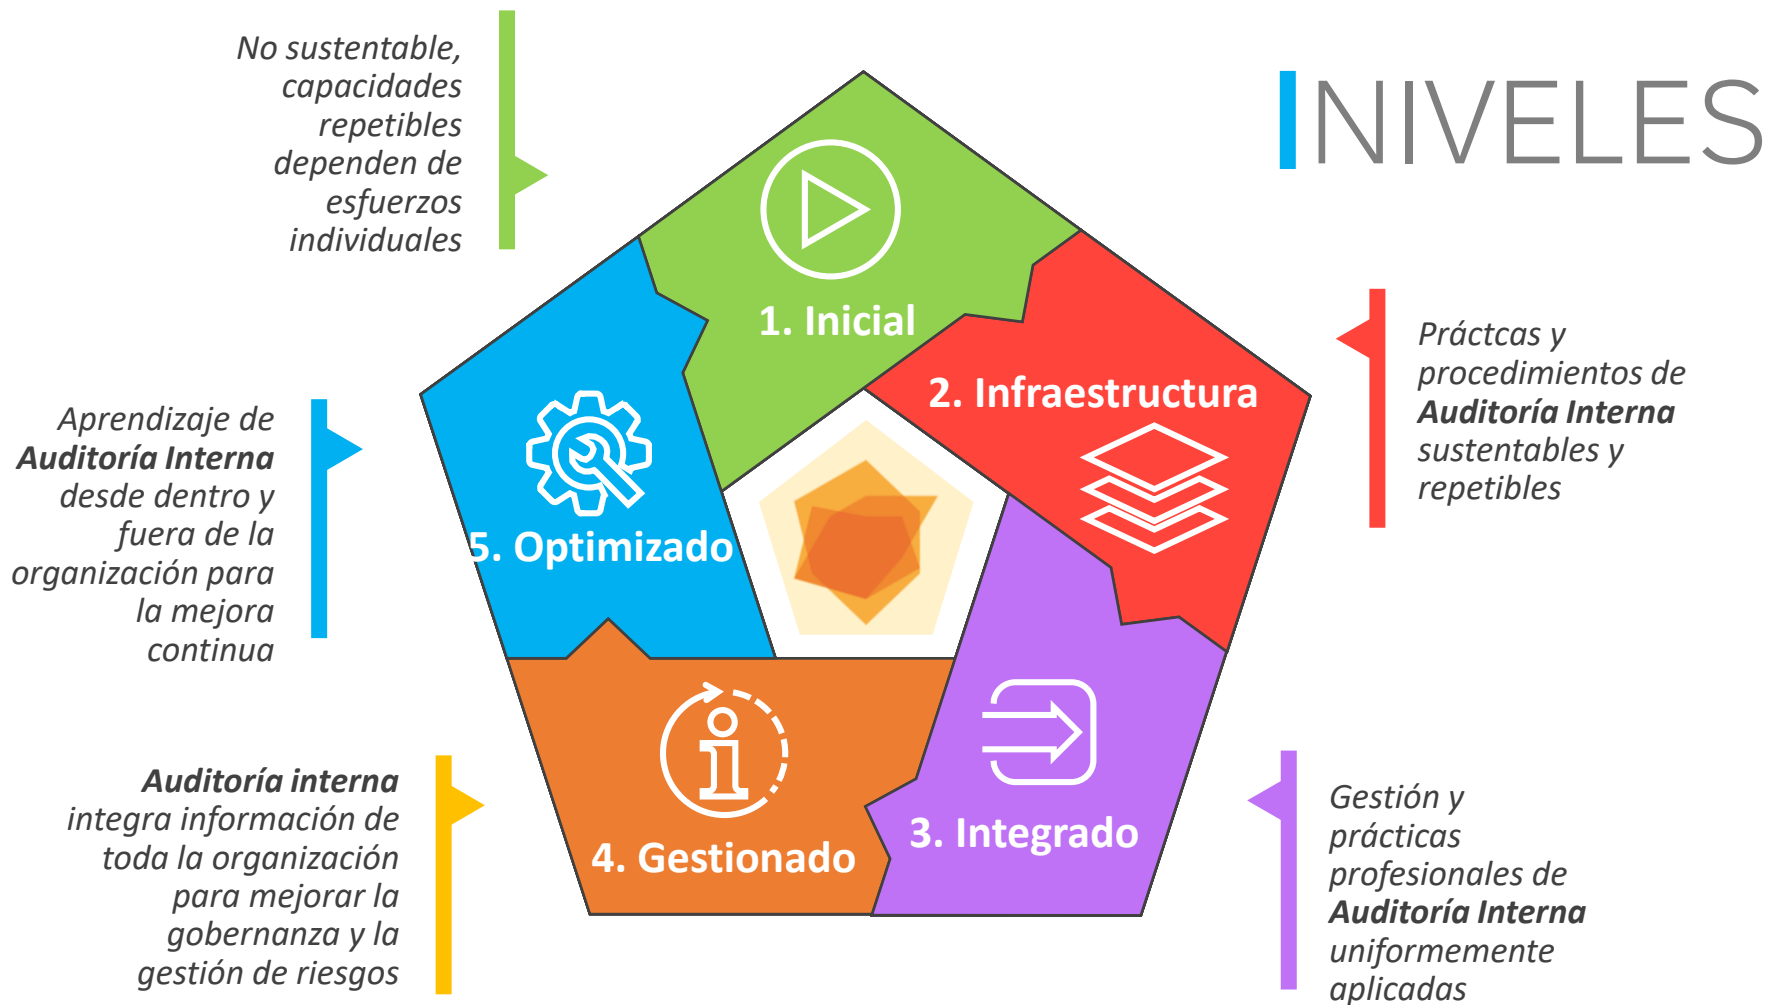 NIVELES
No sustentable,
capacidades
repetibles
dependen de
esfuerzos
individuales
1. Inicial
2. Infraestructura
Práctcas y
procedimientos de
Auditoría Interna
sustentables y
repetibles
3. Integrado
Gestión y
prácticas
profesionales de
Auditoría Interna
uniformemente
aplicadas
4. Gestionado
Auditoría interna
integra información de
toda la organización
para mejorar la
gobernanza y la
gestión de riesgos
5. Optimizado
Aprendizaje de
Auditoría Interna
desde dentro y
fuera de la
organización para
la mejora
continua